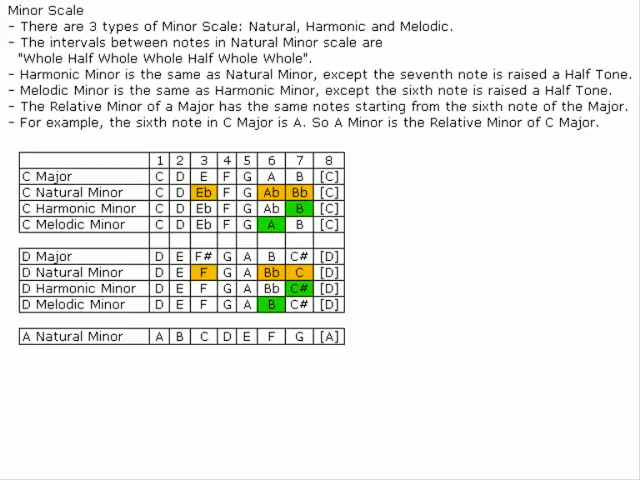 Minor Scale
- There are 3 types of Minor Scale: Natural, Harmonic and Melodic.
- The intervals between notes in Natural Minor scale are
"Whole Half Whole Whole Half Whole Whole".
- Harmonic Minor is the same as Natural Minor, except the seventh note is raised a Half Tone.
- Melodic Minor is the same as Harmonic Minor, except the sixth note is raised a Half Tone.
- The Relative Minor of a Major has the same notes starting from the sixth note of the Major.
- For example, the sixth note in C Major is A. So A Minor is the Relative Minor of C Major.
1 2 3 4 5 6 7 8
C Major C D E F G A B [C]
C Natural Minor C D Eb F G Ab Bb [C]
C Harmonic Minor C D Eb F G Ab B [C]
C Melodic Minor C D Eb F G A B [C]
D Major D E F# G A B C# [D]
D Natural Minor D E F G A Bb C [D]
D Harmonic Minor D E F G A Bb C# [D]
D Melodic Minor D E F G A B C# [D]
A Natural Minor A B C D E F G [A]